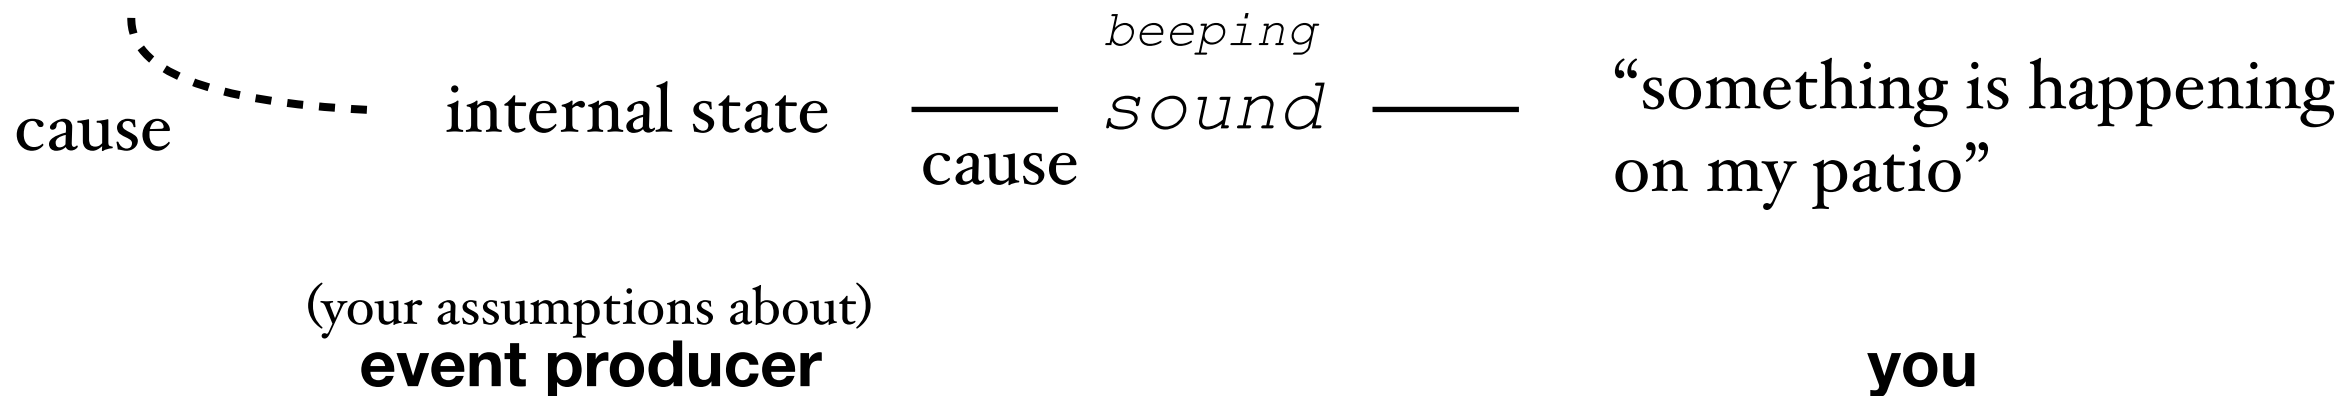 beeping
cause
internal state
sound
cause
“something is happening
on my patio”
(your assumptions about)
event producer
you